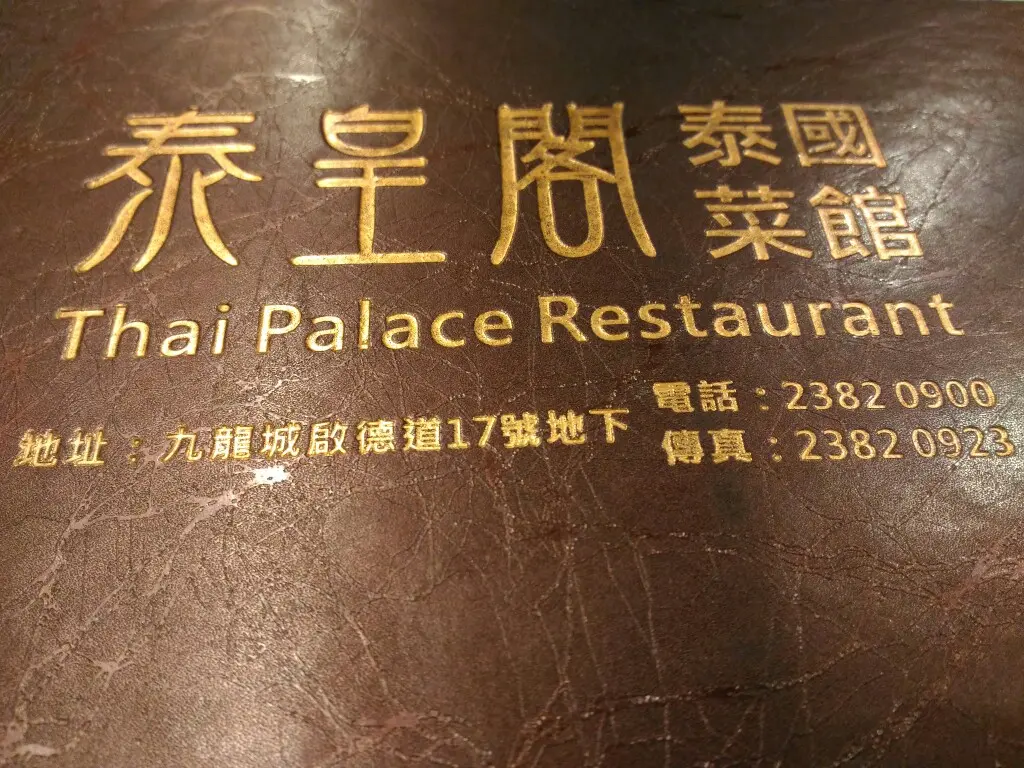 泰皇閣 泰國菜館
Thai Palace Restaurant
電話：2382 0900
地址：九龍城啟德道17號地下
傳真：2382 0923